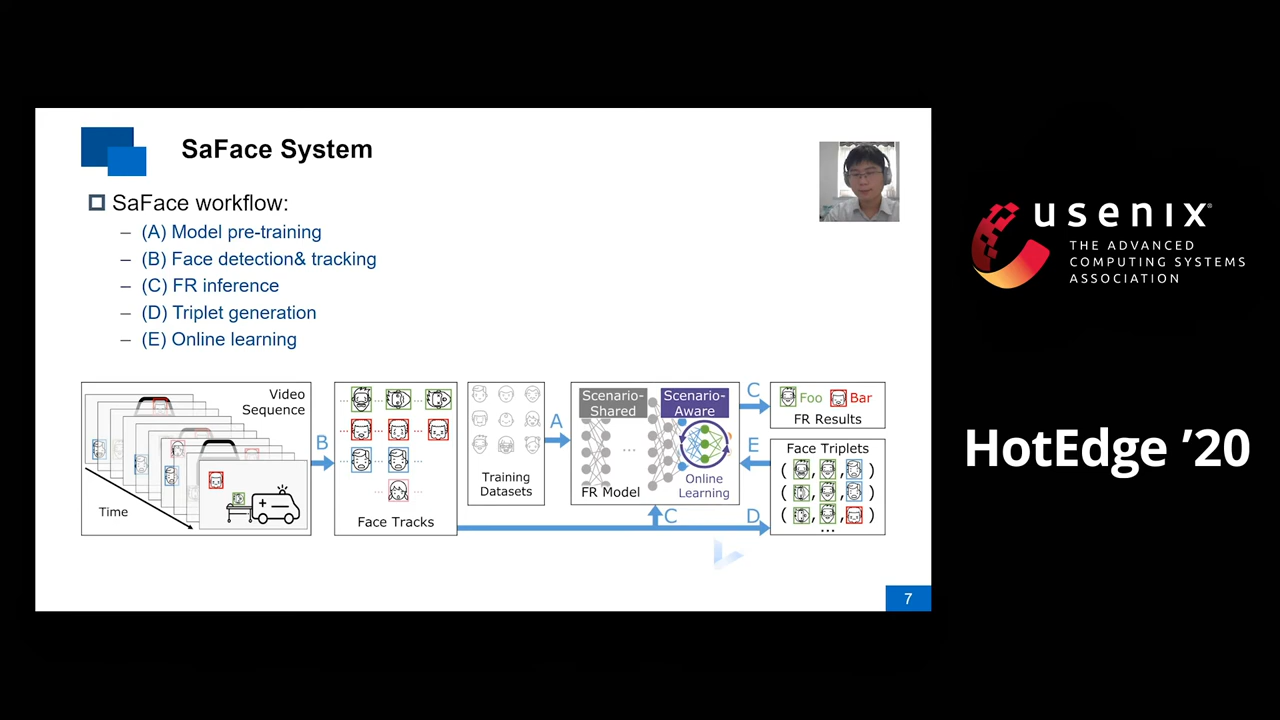 SaFace System
SaFace workflow:
– (A) Model pre-training
– (B) Face detection& tracking
– (C) FR inference
– (D) Triplet generation
– (E) Online learning
Video
Sequence
Time
B
Face Tracks
Training
Datasets
A
Scenario-
Shared
Scenario-
Aware
...
FR Model
Online
Learning
C
C
E
D
Foo
Bar
FR Results
Face Triplets
( , , )
( , , )
( , , )
...
7
usenix®
THE ADVANCED
COMPUTING SYSTEMS
ASSOCIATION
HotEdge ’20